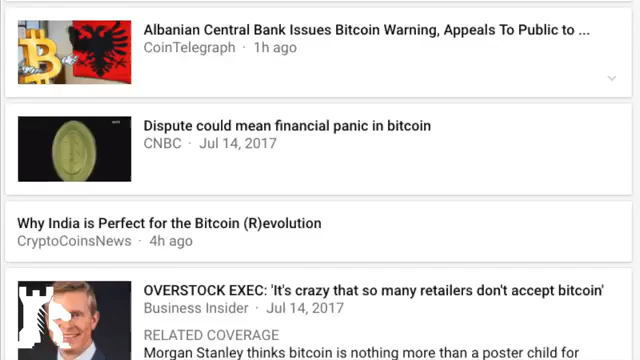 Albanian Central Bank Issues Bitcoin Warning, Appeals To Public to ...
CoinTelegraph · 1h ago
Dispute could mean financial panic in bitcoin
CNBC · Jul 14, 2017
Why India is Perfect for the Bitcoin (R)evolution
CryptoCoinsNews · 4h ago
OVERSTOCK EXEC: 'It's crazy that so many retailers don't accept bitcoin'
Business Insider · Jul 14, 2017
RELATED COVERAGE
Morgan Stanley thinks bitcoin is nothing more than a poster child for